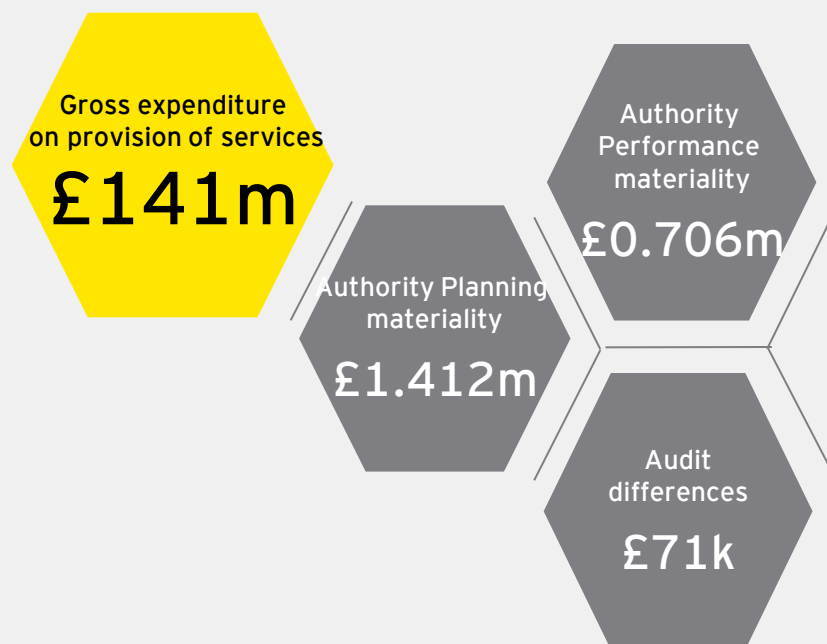 Gross expenditure
on provision of services
£141m
Authority Planning
materiality
£1.412m
Authority
Performance
materiality
£0.706m
Audit
differences
£71k